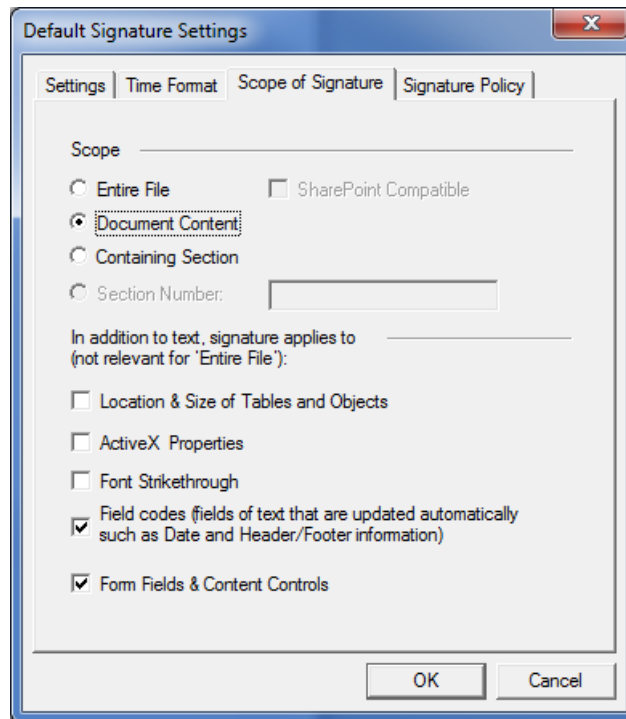 Default Signature Settings
Settings Time Format Scope of Signature Signature Policy
Scope
Entire File SharePoint Compatible
Document Content
Containing Section
Section Number:
In addition to text, signature applies to
(not relevant for 'Entire File'):
Location & Size of Tables and Objects
ActiveX Properties
Font Strikethrough
Field codes (fields of text that are updated automatically
such as Date and Header/Footer information)
Form Fields & Content Controls
OK Cancel